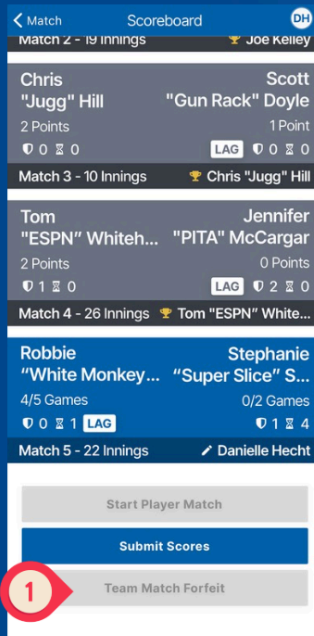 Match Scoreboard DH
Match 2 - 19 Innings Joe Kelley
Chris Scott
"Jugg" Hill "Gun Rack" Doyle
2 Points 1 Point
0 0 LAG 0 0
Match 3 - 10 Innings Chris "Jugg" Hill
Tom Jennifer
"ESPN" Whiteh... "PITA" McCargar
2 Points 0 Points
1 0 LAG 2 0
Match 4 - 26 Innings Tom "ESPN" White...
Robbie Stephanie
“White Monkey... “Super Slice” S...
4/5 Games 0/2 Games
0 1 LAG 1 4
Match 5 - 22 Innings Danielle Hecht
Start Player Match
Submit Scores
1 Team Match Forfeit